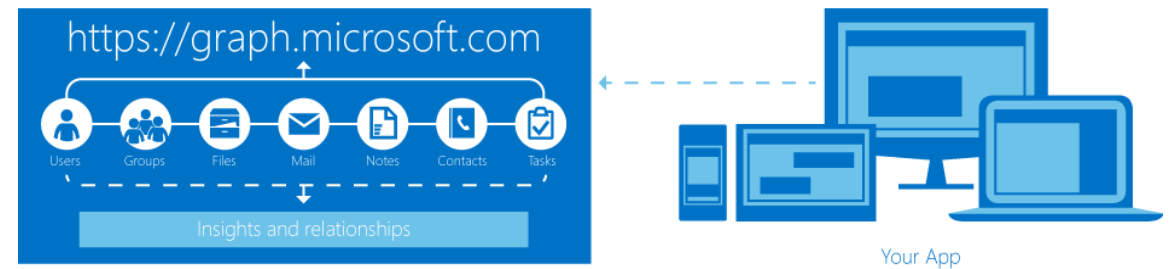 https://graph.microsoft.com
Users Groups Files Mail Notes Contacts Tasks
Insights and relationships
Your App